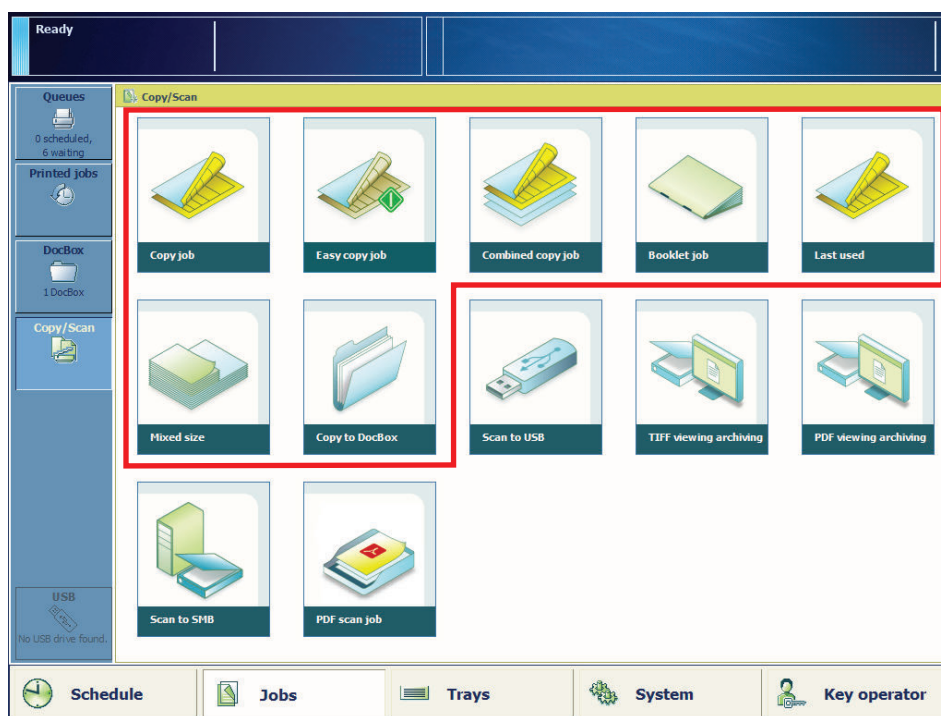 Ready
Queues
0 scheduled,
6 waiting
Printed jobs
DocBox
1 DocBox
Copy/Scan
USB
No USB drive found.
Copy/Scan
Copy job
Easy copy job
Combined copy job
Booklet job
Last used
Mixed size
Copy to DocBox
Scan to USB
TIFF viewing archiving
PDF viewing archiving
Scan to SMB
PDF scan job
Schedule
Jobs
Trays
System
Key operator